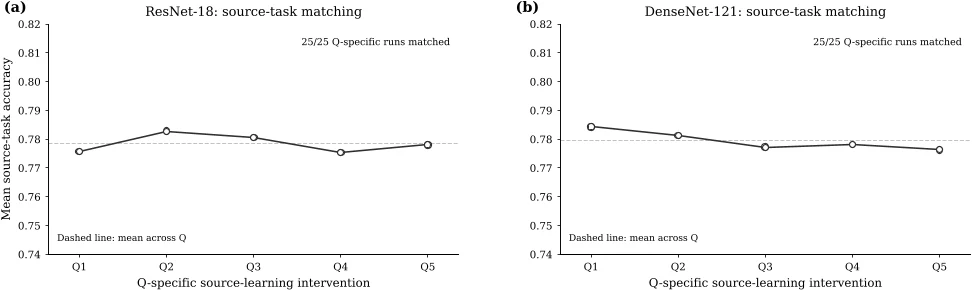 (a)
ResNet-18: source-task matching
25/25 Q-specific runs matched
Mean source-task accuracy
0.82
0.81
0.80
0.79
0.78
0.77
0.76
0.75
0.74
Dashed line: mean across Q
Q1 Q2 Q3 Q4 Q5
Q-specific source-learning intervention
(b)
DenseNet-121: source-task matching
25/25 Q-specific runs matched
0.82
0.81
0.80
0.79
0.78
0.77
0.76
0.75
0.74
Dashed line: mean across Q
Q1 Q2 Q3 Q4 Q5
Q-specific source-learning intervention